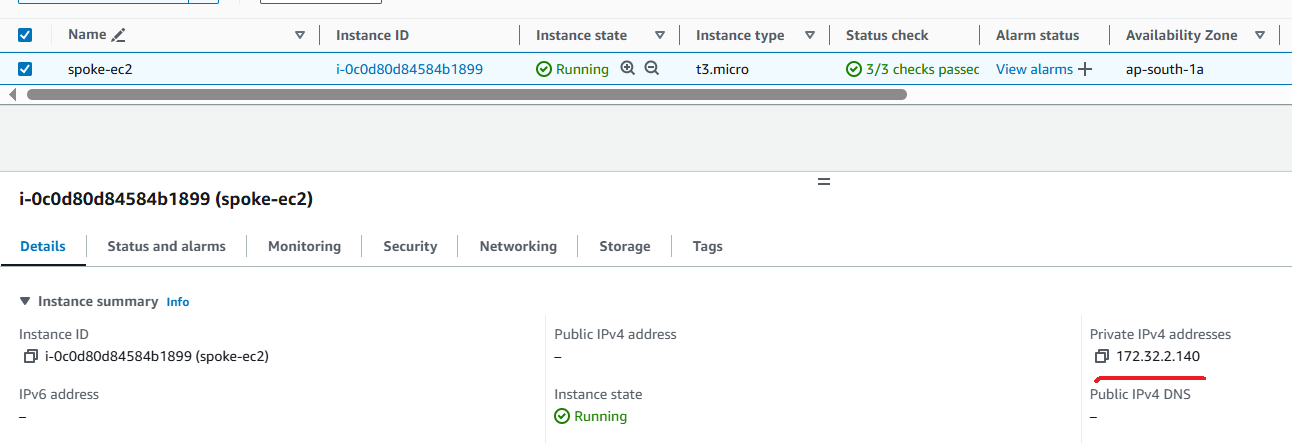 Name Instance ID Instance state Instance type Status check Alarm status Availability Zone
spoke-ec2 i-0c0d80d84584b1899 Running t3.micro 3/3 checks passec View alarms + ap-south-1a
i-0c0d80d84584b1899 (spoke-ec2)
Details Status and alarms Monitoring Security Networking Storage Tags
Instance summary Info
Instance ID Public IPv4 address Private IPv4 addresses
i-0c0d80d84584b1899 (spoke-ec2) – 172.32.2.140
IPv6 address Instance state Public IPv4 DNS
– Running –